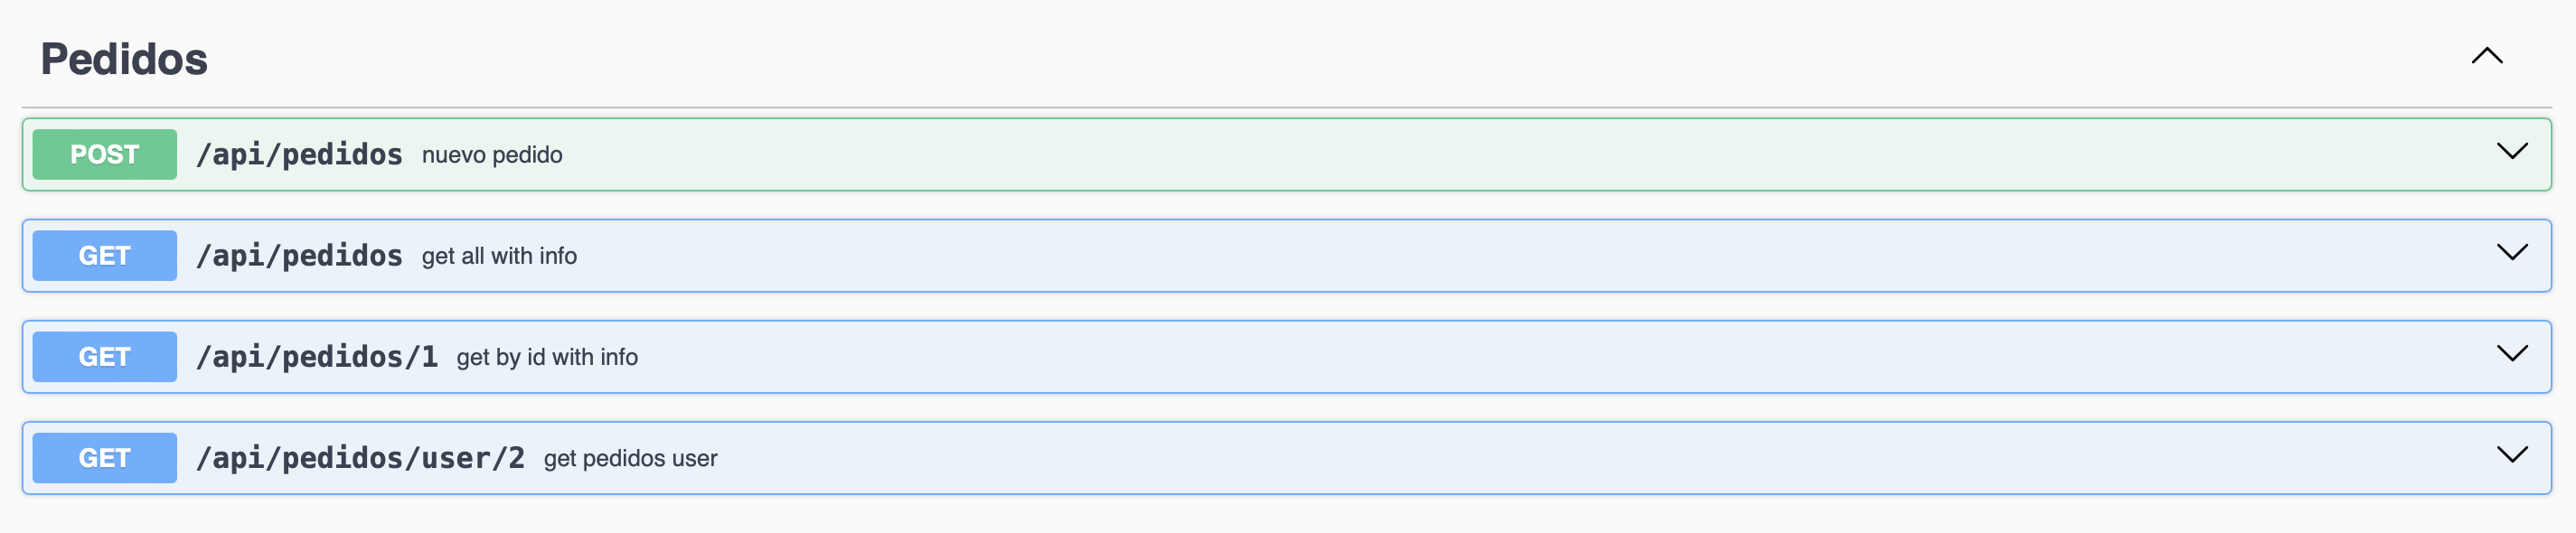 Pedidos
POST /api/pedidos nuevo pedido
GET /api/pedidos get all with info
GET /api/pedidos/1 get by id with info
GET /api/pedidos/user/2 get pedidos user